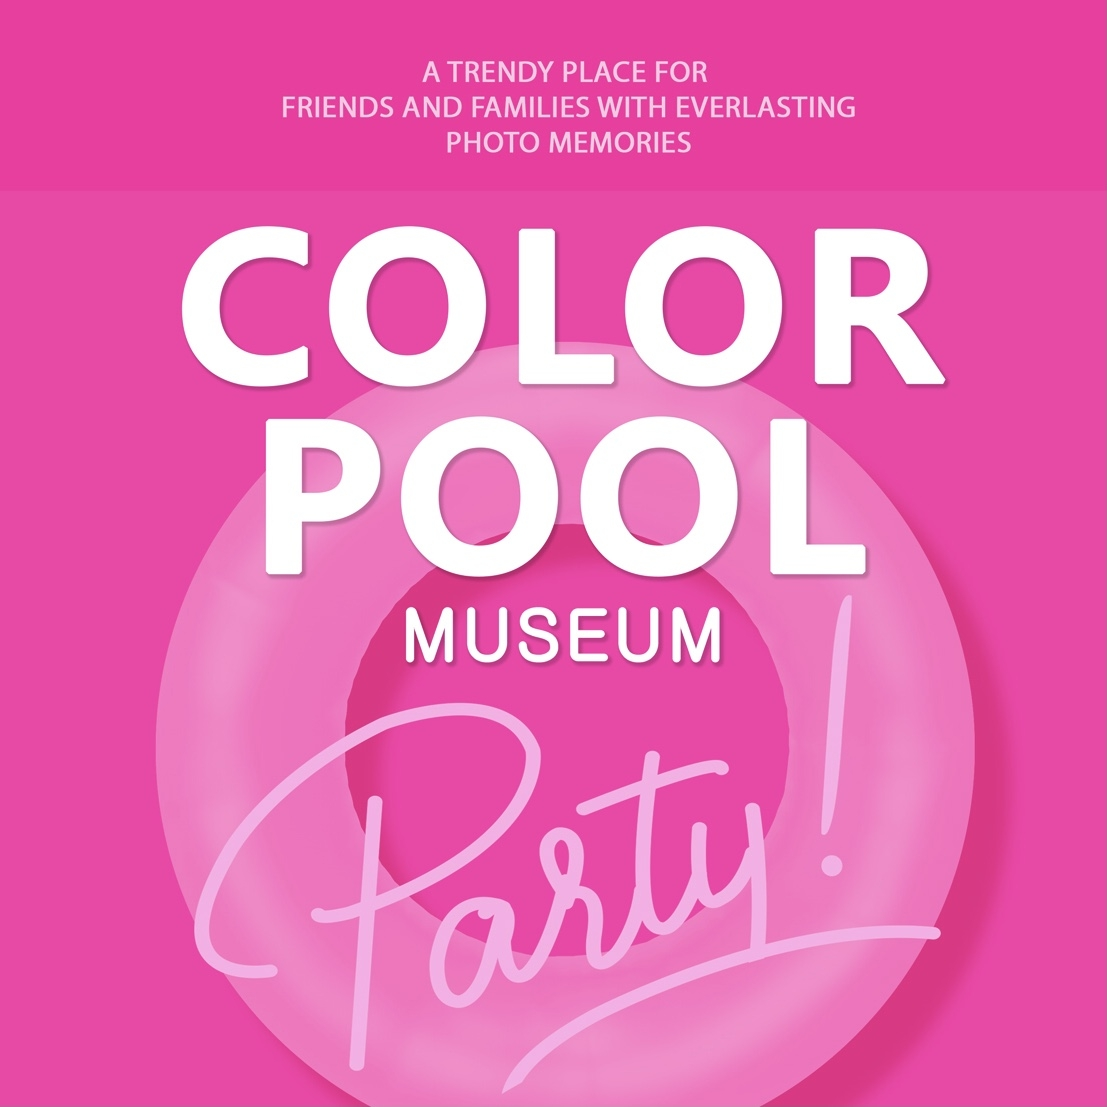 A TRENDY PLACE FOR
FRIENDS AND FAMILIES WITH EVERLASTING
PHOTO MEMORIES
COLOR
POOL
MUSEUM
Party!